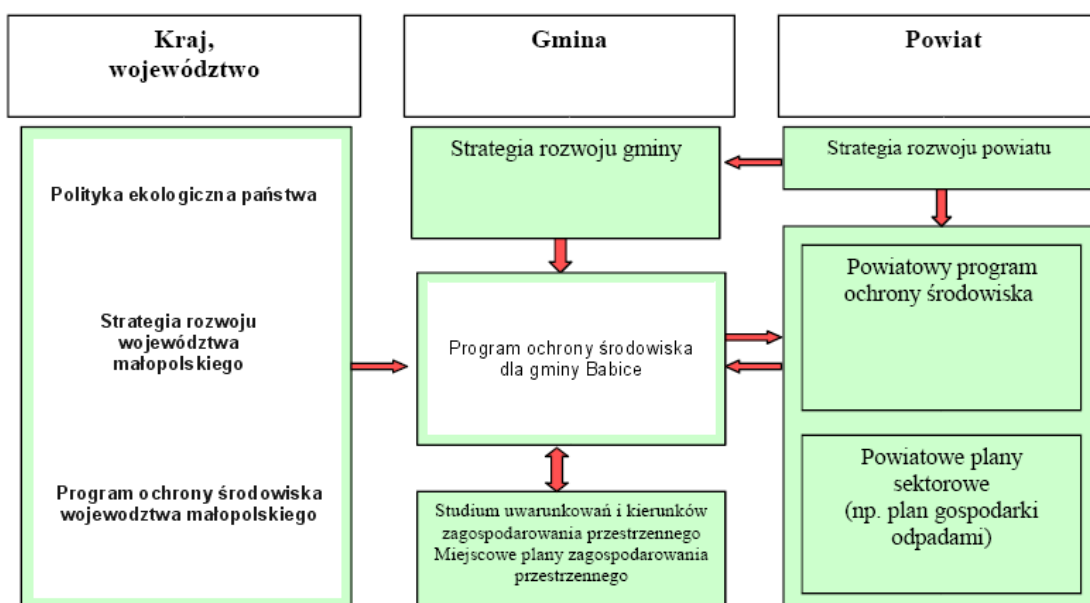 Kraj,
województwo
Gmina
Powiat
Polityka ekologiczna państwa
Strategia rozwoju
województwa
małopolskiego
Program ochrony środowiska
wojewodztwa małopolskiego
Strategia rozwoju gminy
Program ochrony środowiska
dla gminy Babice
Studium uwarunkowań i kierunków
zagospodarowania przestrzennego
Miejscowe plany zagospodarowania
przestrzennego
Strategia rozwoju powiatu
Powiatowy program
ochrony środowiska
Powiatowe plany
sektorowe
(np. plan gospodarki
odpadami)